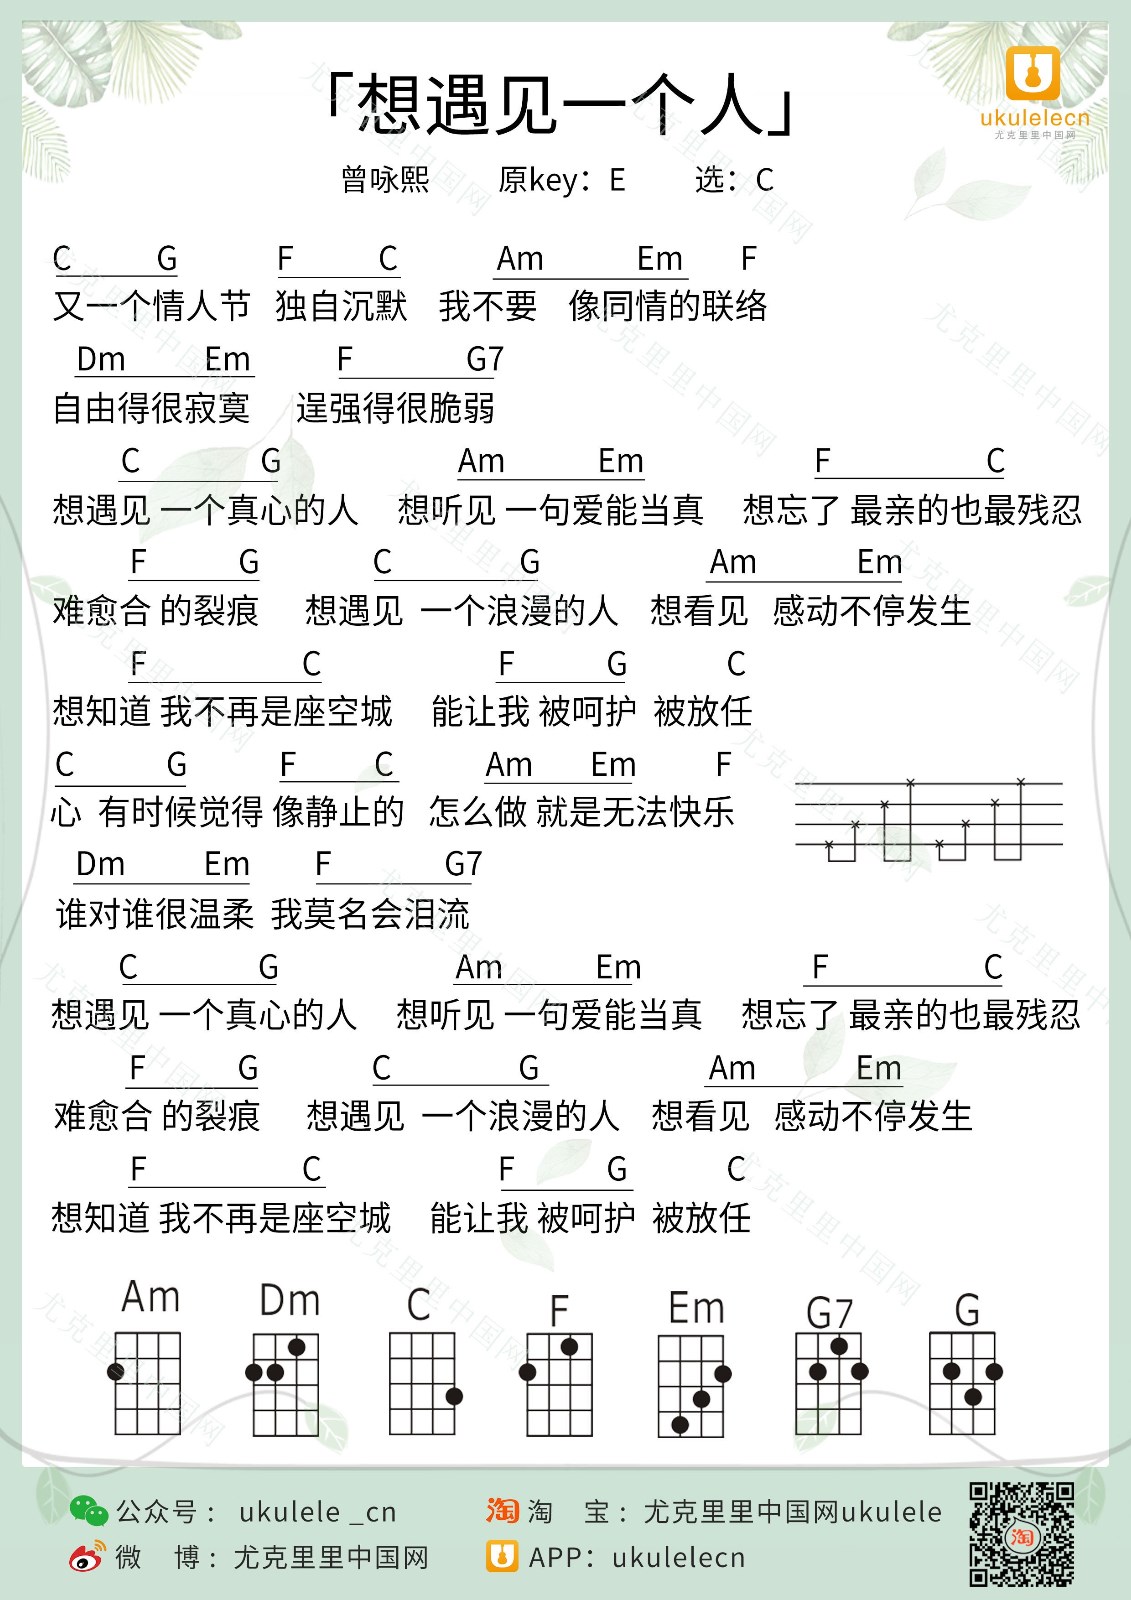 「想遇见一个人」
ukulelecn
尤克里里中国网
曾咏熙 原key：E 选：C
C G F C Am Em F
又一个情人节 独自沉默 我不要 像同情的联络
Dm Em F G7
自由得很寂寞 逞强得很脆弱
C G Am Em F C
想遇见 一个真心的人 想听见 一句爱能当真 想忘了 最亲的也最残忍
F G C G Am Em
难愈合 的裂痕 想遇见 一个浪漫的人 想看见 感动不停发生
F C F G C
想知道 我不再是座空城 能让我 被呵护 被放任
C G F C Am Em F
心 有时候觉得 像静止的 怎么做 就是无法快乐
Dm Em F G7
谁对谁很温柔 我莫名会泪流
C G Am Em F C
想遇见 一个真心的人 想听见 一句爱能当真 想忘了 最亲的也最残忍
F G C G Am Em
难愈合 的裂痕 想遇见 一个浪漫的人 想看见 感动不停发生
F C F G C
想知道 我不再是座空城 能让我 被呵护 被放任
Am Dm C F Em G7 G
公众号： ukulele _cn
淘 淘 宝：尤克里里中国网ukulele
微 博：尤克里里中国网
APP：ukulelecn
淘